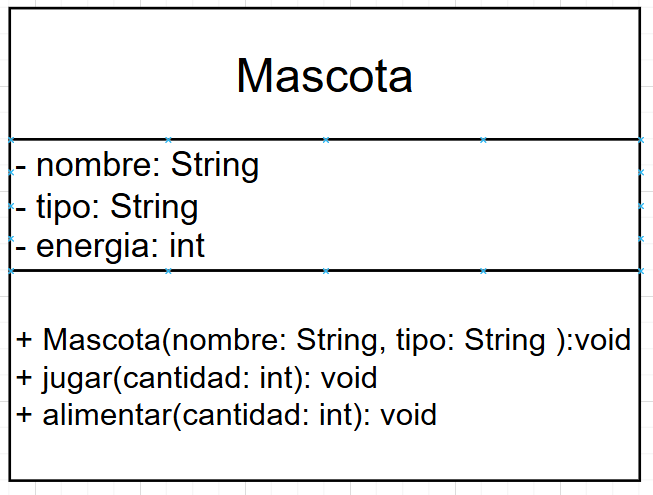 Mascota
- nombre: String
- tipo: String
- energia: int
+ Mascota(nombre: String, tipo: String ):void
+ jugar(cantidad: int): void
+ alimentar(cantidad: int): void